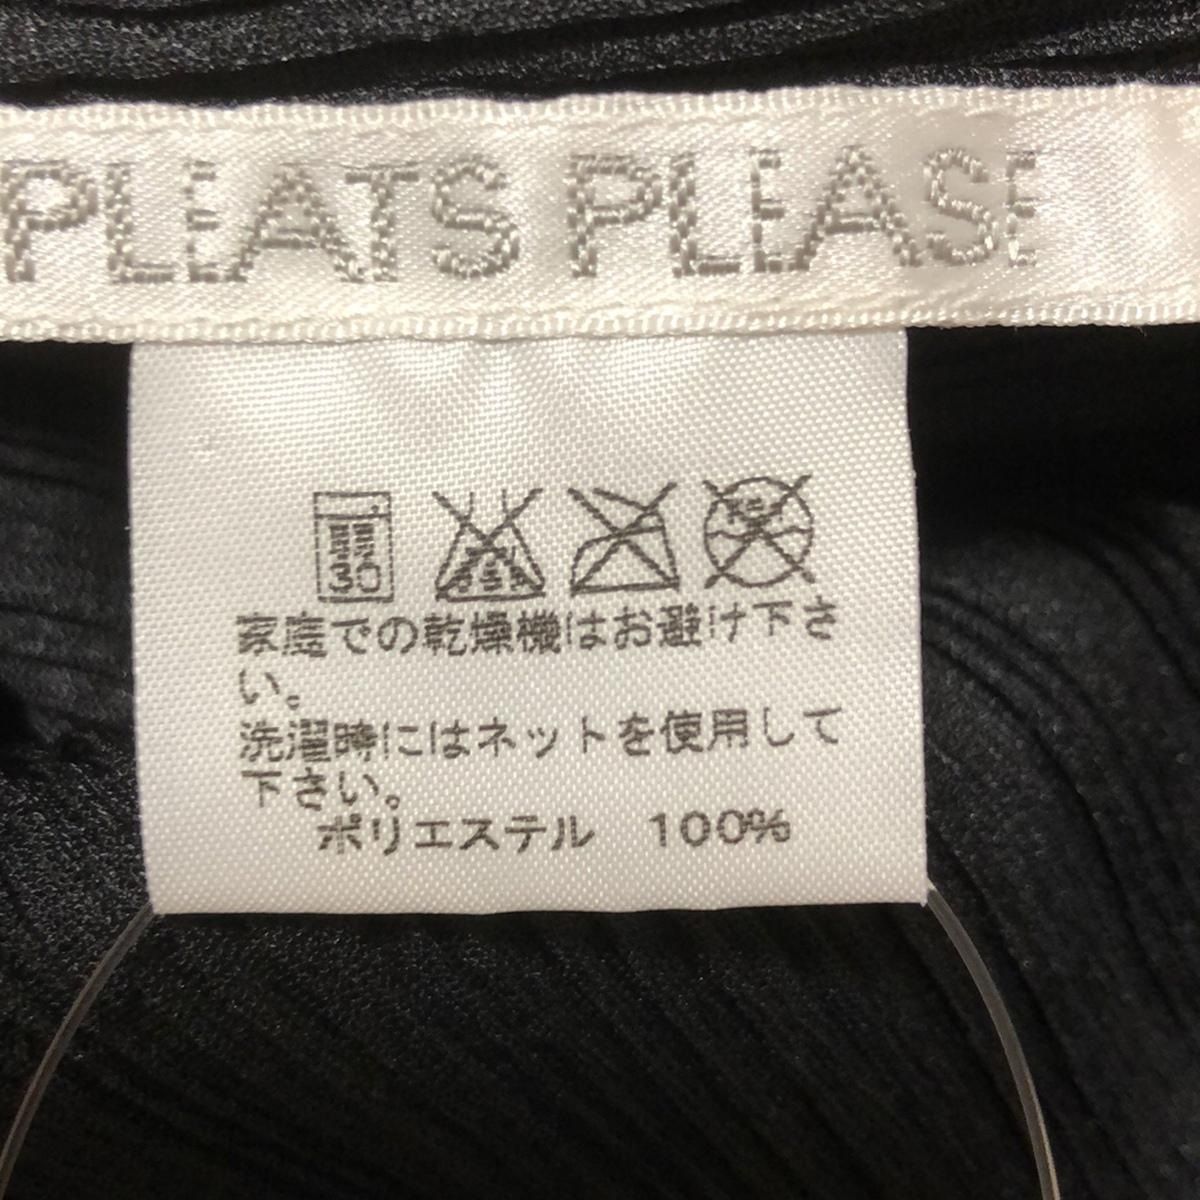 PLEATS PLEASE
30
家庭での乾燥機はお避け下さ
い。
洗濯時にはネットを使用して
下さい。
ポリエステル 100%